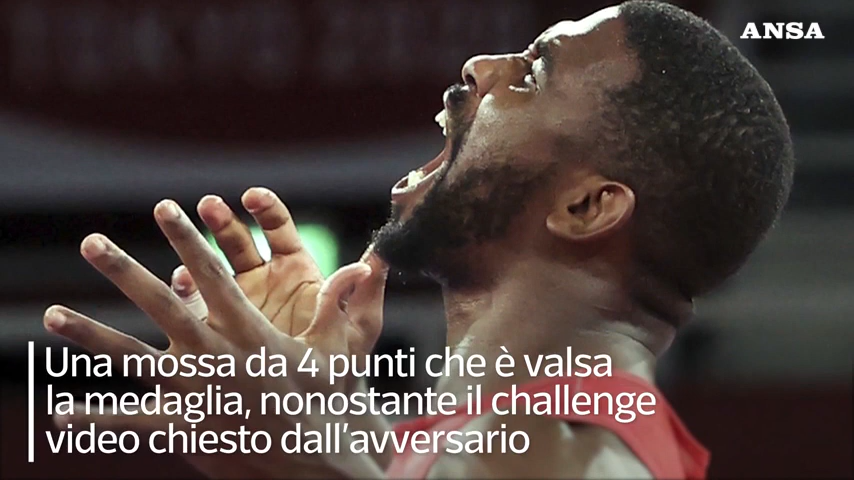 ANSA
Una mossa da 4 punti che è valsa
la medaglia, nonostante il challenge
video chiesto dall'avversario